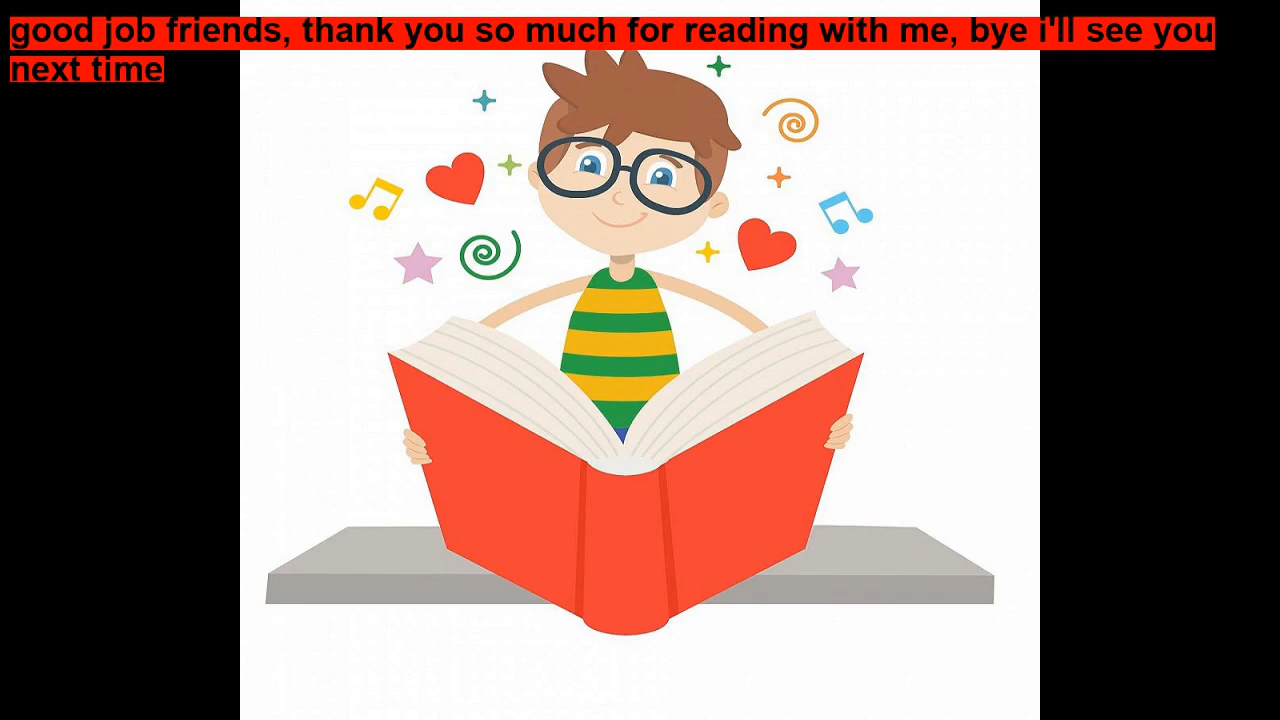 good job friends, thank you so much for reading with me, bye i'll see you
next time